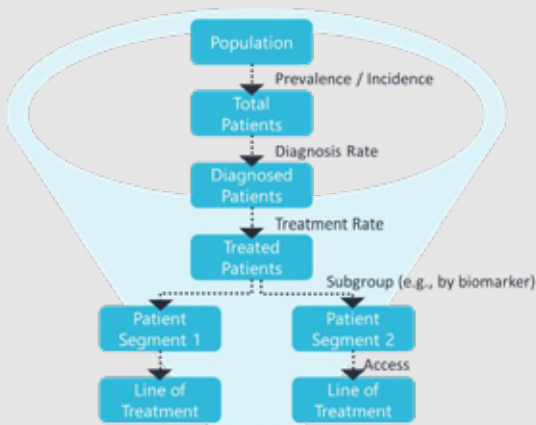 Population
Prevalence / Incidence
Total
Patients
Diagnosis Rate
Diagnosed
Patients
Treatment Rate
Treated
Patients
Subgroup (e.g., by biomarker)
Patient
Segment 1
Patient
Segment 2
Access
Line of
Treatment
Line of
Treatment